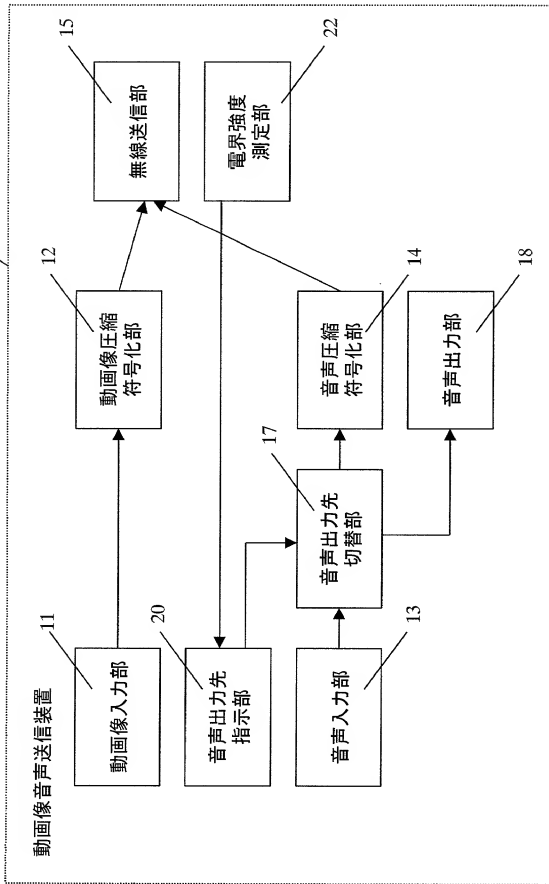 動画像音声送信装置
11
動画像入力部
12
動画像圧縮
符号化部
15
無線送信部
20
音声出力先
指示部
22
電界強度
測定部
13
音声入力部
17
音声出力先
切替部
14
音声圧縮
符号化部
18
音声出力部